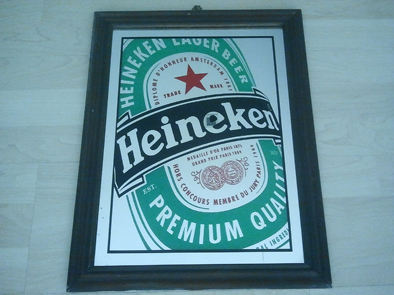 HEINEKEN LAGER BEER
DIPLOME D'HONNEUR AMSTERDAM
TRADE MARK
Heineken
MEDAILLE D'OR PARIS 1875
GRAND PRIX PARIS 1889
HORS CONCOURS MEMBRE DU JURY PARIS 1900
EST.
PREMIUM QUALITY